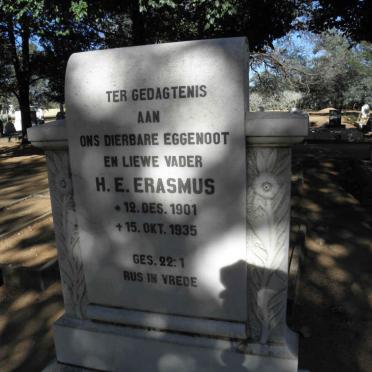 TER GEDAGTENIS
AAN
ONS DIERBARE EGGENOOT
EN LIEWE VADER
H. E. ERASMUS
* 12. DES. 1901
† 15. OKT. 1935
GES. 22:1
RUS IN VREDE